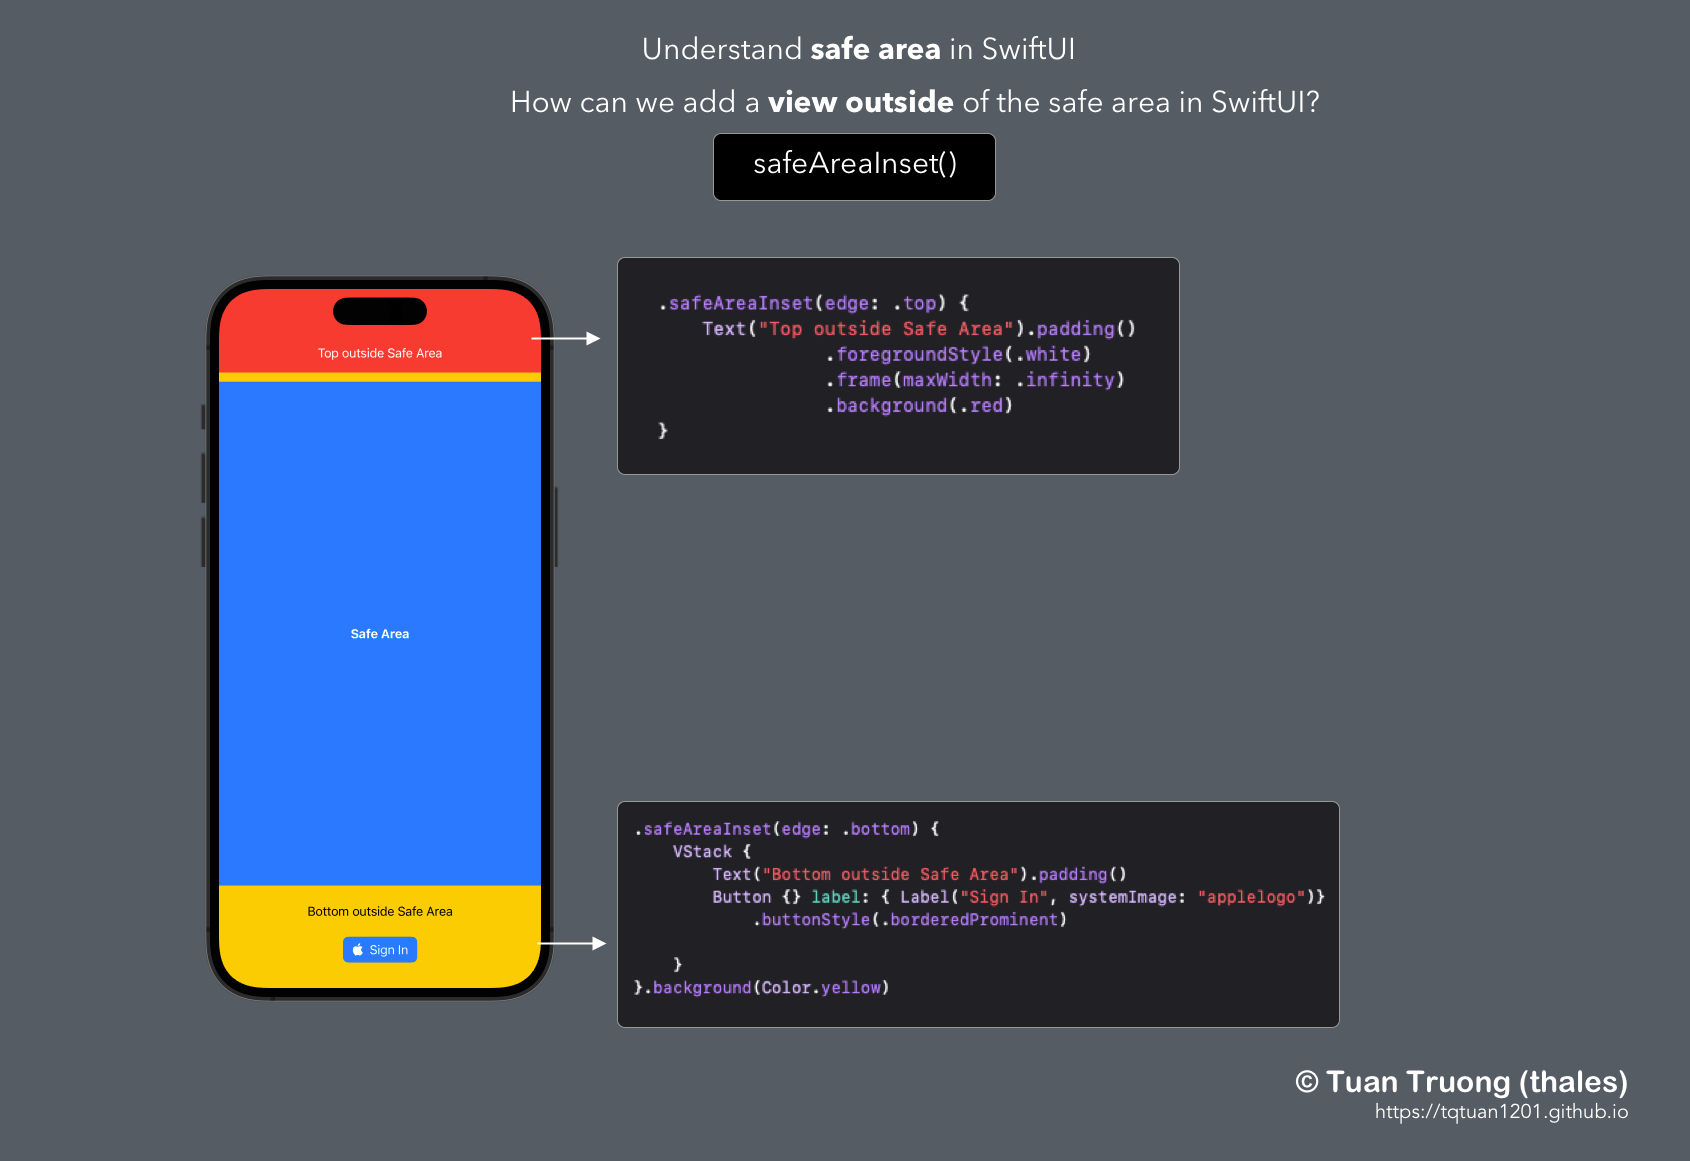 Understand safe area in SwiftUI
How can we add a view outside of the safe area in SwiftUI?
safeAreaInset()
Top outside Safe Area
Safe Area
Bottom outside Safe Area
Sign In
.safeAreaInset(edge: .top) {
Text("Top outside Safe Area").padding()
.foregroundStyle(.white)
.frame(maxWidth: .infinity)
.background(.red)
}
.safeAreaInset(edge: .bottom) {
VStack {
Text("Bottom outside Safe Area").padding()
Button {} label: { Label("Sign In", systemImage: "applelogo")}
.buttonStyle(.borderedProminent)
}
}.background(Color.yellow)
© Tuan Truong (thales)
https://tqtuan1201.github.io